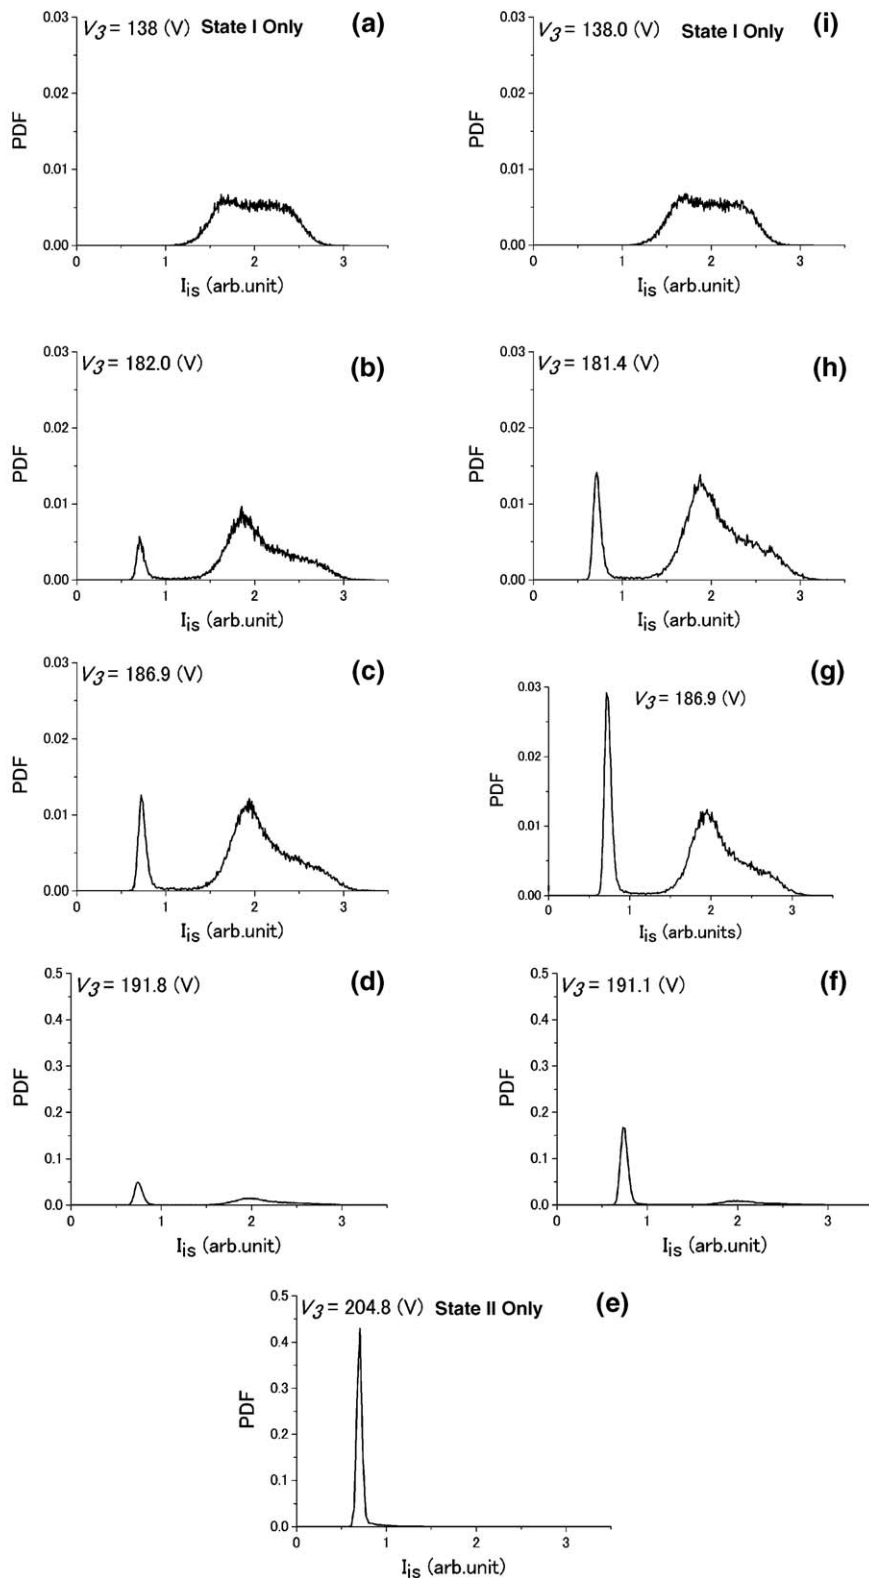 V3 = 138 (V) State I Only (a)
0.03
0.02
0.01
0.00
PDF
0 1 2 3
Iis (arb.unit)
V3 = 138.0 (V) State I Only (i)
0.03
0.02
0.01
0.00
PDF
0 1 2 3
Iis (arb.unit)
V3 = 182.0 (V) (b)
0.03
0.02
0.01
0.00
PDF
0 1 2 3
Iis (arb.unit)
V3 = 181.4 (V) (h)
0.03
0.02
0.01
0.00
PDF
0 1 2 3
Iis (arb.unit)
V3 = 186.9 (V) (c)
0.03
0.02
0.01
0.00
PDF
0 1 2 3
Iis (arb.unit)
(g)
V3 = 186.9 (V)
0.03
0.02
0.01
0.00
PDF
0 1 2 3
Iis (arb.units)
V3 = 191.8 (V) (d)
0.5
0.4
0.3
0.2
0.1
0.0
PDF
0 1 2 3
Iis (arb.unit)
V3 = 191.1 (V) (f)
0.5
0.4
0.3
0.2
0.1
0.0
PDF
0 1 2 3
Iis (arb.unit)
V3 = 204.8 (V) State II Only (e)
0.5
0.4
0.3
0.2
0.1
0.0
PDF
0 1 2 3
Iis (arb.unit)